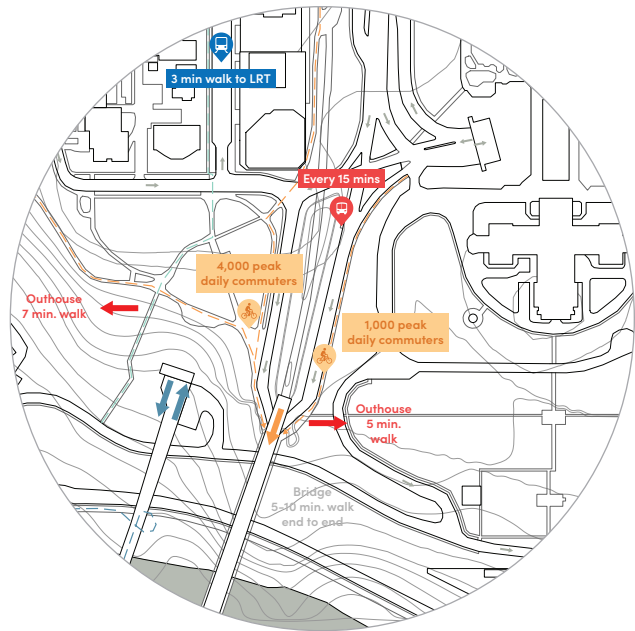 3 min walk to LRT
Every 15 mins
4,000 peak
daily commuters
Outhouse
7 min. walk
1,000 peak
daily commuters
Outhouse
5 min.
walk
Bridge
5-10 min. walk
end to end